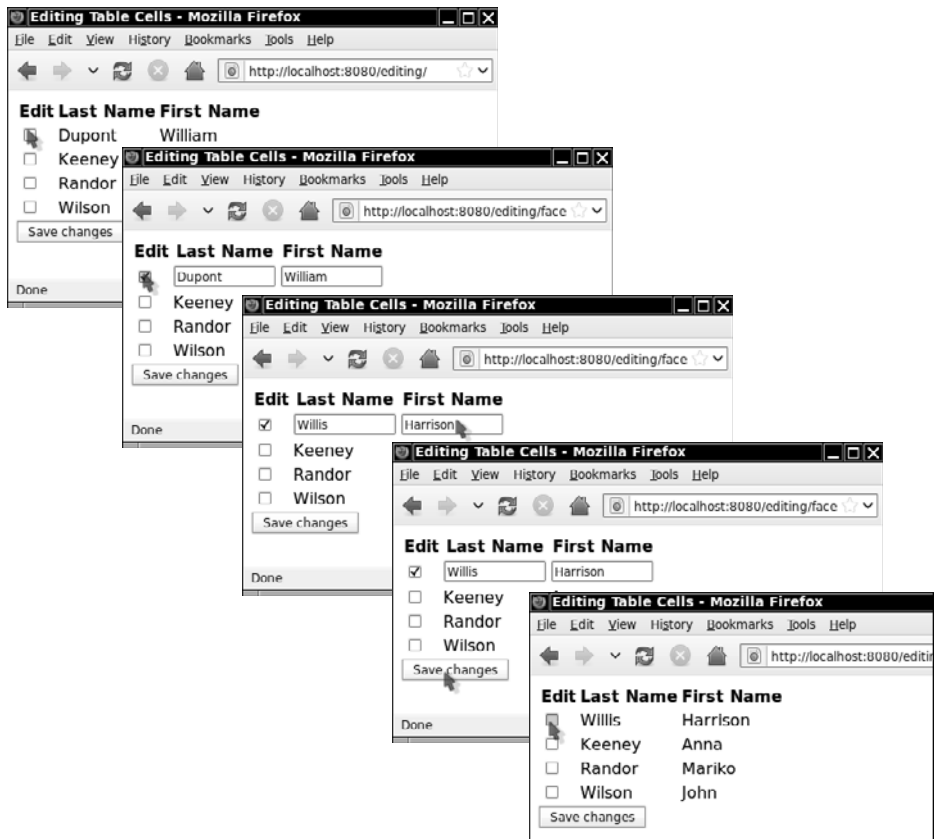 Editing Table Cells - Mozilla Firefox
File Edit View History Bookmarks Tools Help
http://localhost:8080/editing/
Edit Last Name First Name
Dupont William
Keeney
Randor
Wilson
Save changes
Done
Editing Table Cells - Mozilla Firefox
File Edit View History Bookmarks Tools Help
http://localhost:8080/editing/face
Edit Last Name First Name
Dupont William
Keeney
Randor
Wilson
Save changes
Done
Editing Table Cells - Mozilla Firefox
File Edit View History Bookmarks Tools Help
http://localhost:8080/editing/face
Edit Last Name First Name
Willis Harrison
Keeney
Randor
Wilson
Save changes
Done
Editing Table Cells - Mozilla Firefox
File Edit View History Bookmarks Tools Help
http://localhost:8080/editing/face
Edit Last Name First Name
Willis Harrison
Keeney
Randor
Wilson
Save changes
Done
Editing Table Cells - Mozilla Firefox
File Edit View History Bookmarks Tools Help
http://localhost:8080/editin
Edit Last Name First Name
Willis Harrison
Keeney Anna
Randor Mariko
Wilson John
Save changes